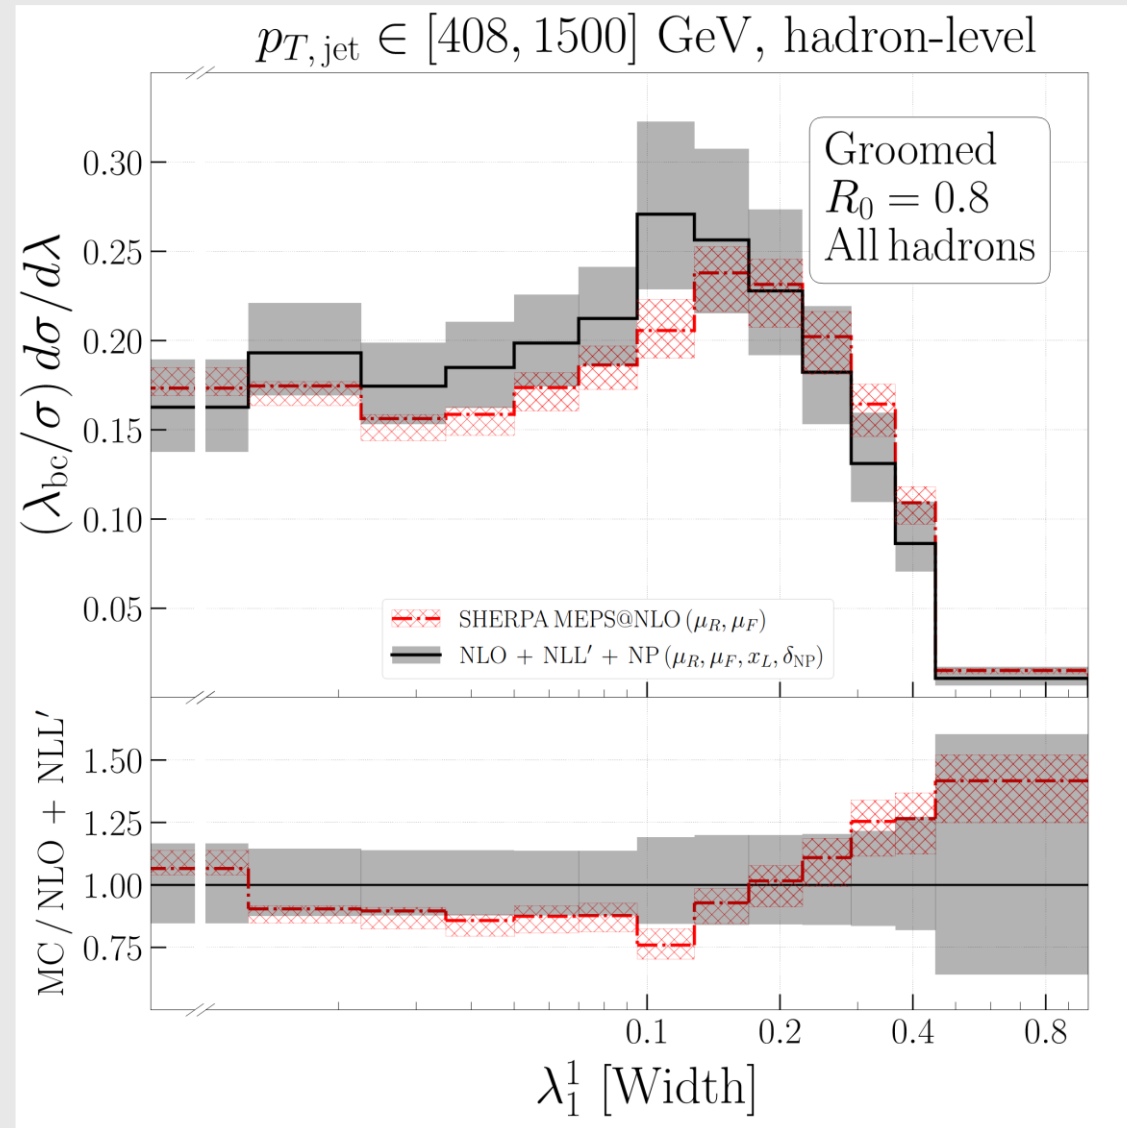 p_{T, jet} ∈ [408, 1500] GeV, hadron-level
(λ_bc/σ) dσ/dλ
0.30
0.25
0.20
0.15
0.10
0.05
Groomed
R₀ = 0.8
All hadrons
SHERPA MEPS@NLO (μ_R, μ_F)
NLO + NLL′ + NP (μ_R, μ_F, x_L, δ_NP)
MC / NLO + NLL′
1.50
1.25
1.00
0.75
0.1 0.2 0.4 0.8
λ¹₁ [Width]